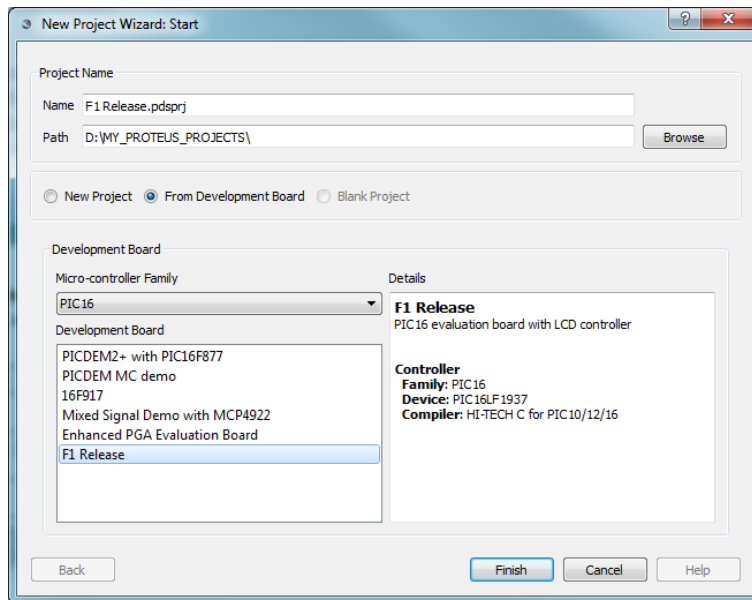 New Project Wizard: Start
Project Name
Name F1 Release.pdsprj
Path D:\MY_PROTEUS_PROJECTS\ Browse
New Project From Development Board Blank Project
Development Board
Micro-controller Family
PIC16
Development Board
PICDEM2+ with PIC16F877
PICDEM MC demo
16F917
Mixed Signal Demo with MCP4922
Enhanced PGA Evaluation Board
F1 Release
Details
F1 Release
PIC16 evaluation board with LCD controller
Controller
Family: PIC16
Device: PIC16LF1937
Compiler: HI-TECH C for PIC10/12/16
Back Finish Cancel Help